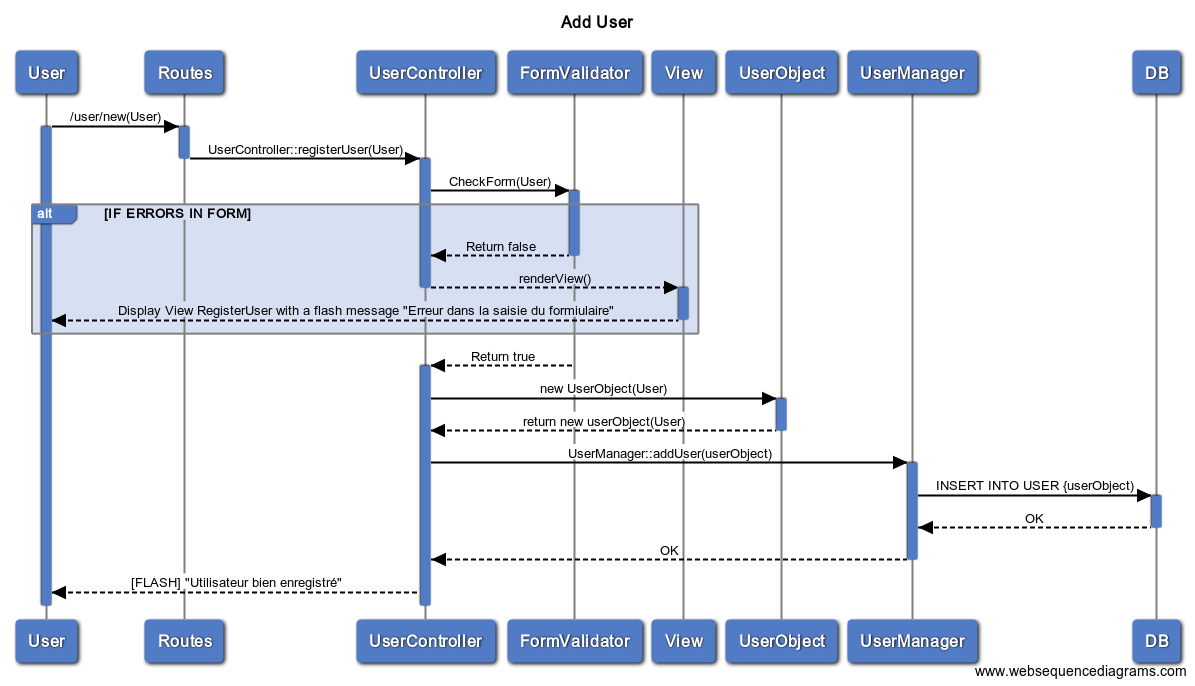 Add User
User Routes UserController FormValidator View UserObject UserManager DB
/user/new(User)
UserController::registerUser(User)
CheckForm(User)
alt [IF ERRORS IN FORM]
Return false
renderView()
Display View RegisterUser with a flash message "Erreur dans la saisie du formiulaire"
Return true
new UserObject(User)
return new userObject(User)
UserManager::addUser(userObject)
INSERT INTO USER {userObject)
OK
OK
[FLASH] "Utilisateur bien enregistré"
User Routes UserController FormValidator View UserObject UserManager DB
www.websequencediagrams.com